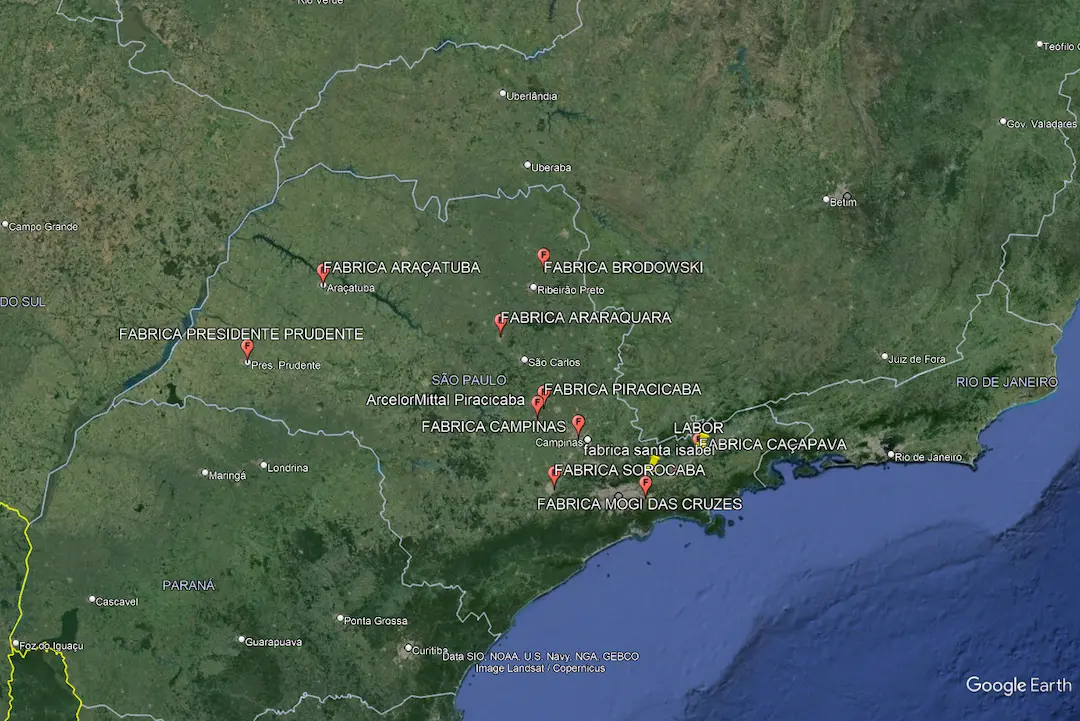 Rio Verde
Teófilo O
Uberlândia
Gov. Valadares
Uberaba
Betim
Campo Grande
FABRICA ARAÇATUBA
FABRICA BRODOWSKI
Araçatuba
Ribeirão Preto
DO SUL
FABRICA ARARAQUARA
FABRICA PRESIDENTE PRUDENTE
Pres. Prudente
São Carlos
Juiz de Fora
SÃO PAULO
RIO DE JANEIRO
FABRICA PIRACICABA
ArcelorMittal Piracicaba
FABRICA CAMPINAS
LABOR
Campinas
FABRICA CAÇAPAVA
fabrica santa isabel
Rio de Janeiro
Londrina
FABRICA SOROCABA
Maringá
FABRICA MOGI DAS CRUZES
PARANÁ
Cascavel
Ponta Grossa
Guarapuava
Foz do Iguaçu
Curitiba
Data SIO, NOAA, U.S. Navy, NGA, GEBCO
Image Landsat / Copernicus
Google Earth